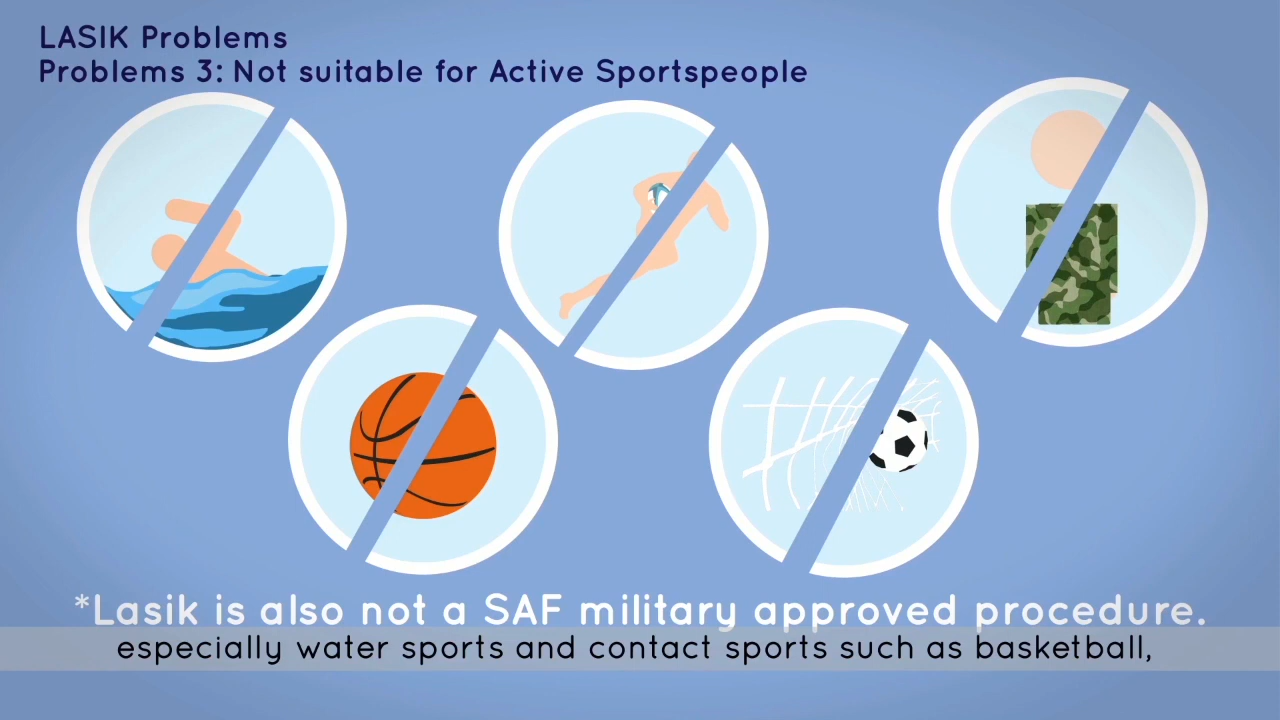 LASIK Problems
Problems 3: Not suitable for Active Sportspeople
*Lasik is also not a SAF military approved procedure.
especially water sports and contact sports such as basketball,